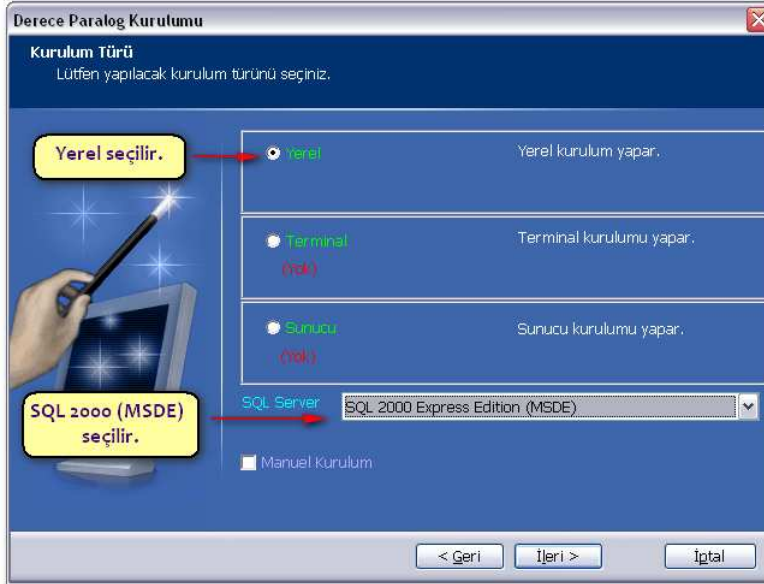 Derece Paralog Kurulumu
Kurulum Türü
Lütfen yapılacak kurulum türünü seçiniz.
Yerel seçilir.
Yerel
Yerel kurulum yapar.
Terminal
Terminal kurulumu yapar.
(Yok)
Sunucu
Sunucu kurulumu yapar.
(Yok)
SQL 2000 (MSDE)
seçilir.
SQL Server
SQL 2000 Express Edition (MSDE)
Manuel Kurulum
< Geri
İleri >
İptal